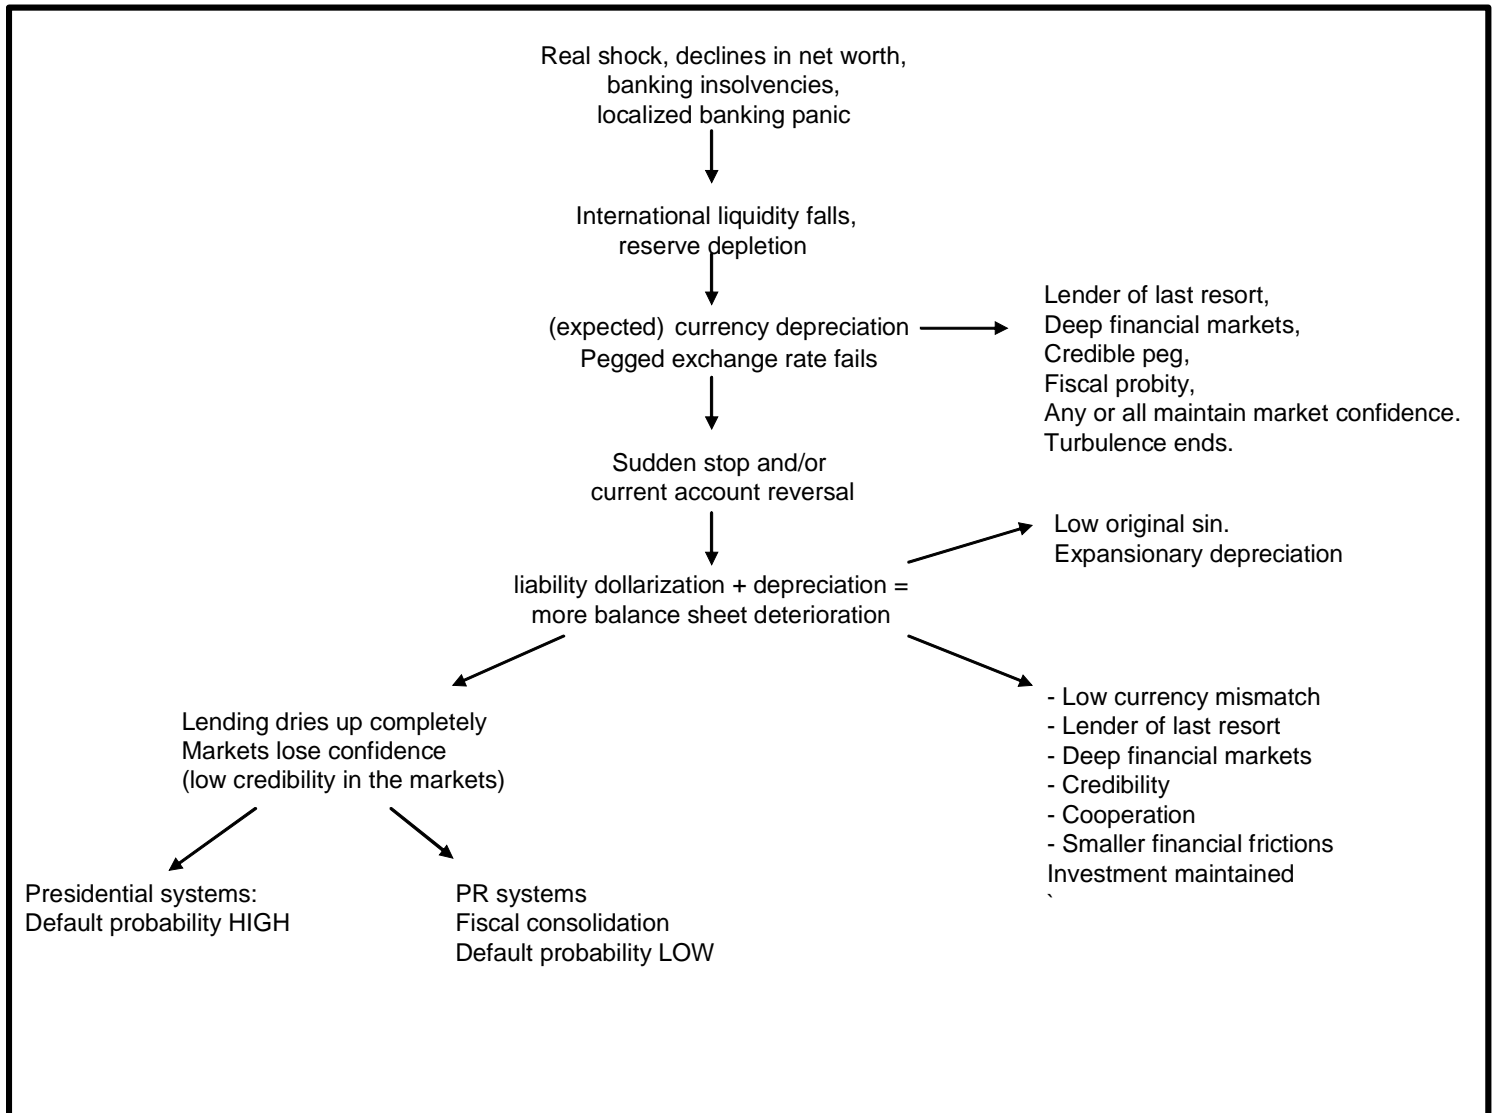 Real shock, declines in net worth,
banking insolvencies,
localized banking panic
International liquidity falls,
reserve depletion
(expected) currency depreciation
Pegged exchange rate fails
Lender of last resort,
Deep financial markets,
Credible peg,
Fiscal probity,
Any or all maintain market confidence.
Turbulence ends.
Sudden stop and/or
current account reversal
Low original sin.
Expansionary depreciation
liability dollarization + depreciation =
more balance sheet deterioration
Lending dries up completely
Markets lose confidence
(low credibility in the markets)
- Low currency mismatch
- Lender of last resort
- Deep financial markets
- Credibility
- Cooperation
- Smaller financial frictions
Investment maintained
`
Presidential systems:
Default probability HIGH
PR systems
Fiscal consolidation
Default probability LOW